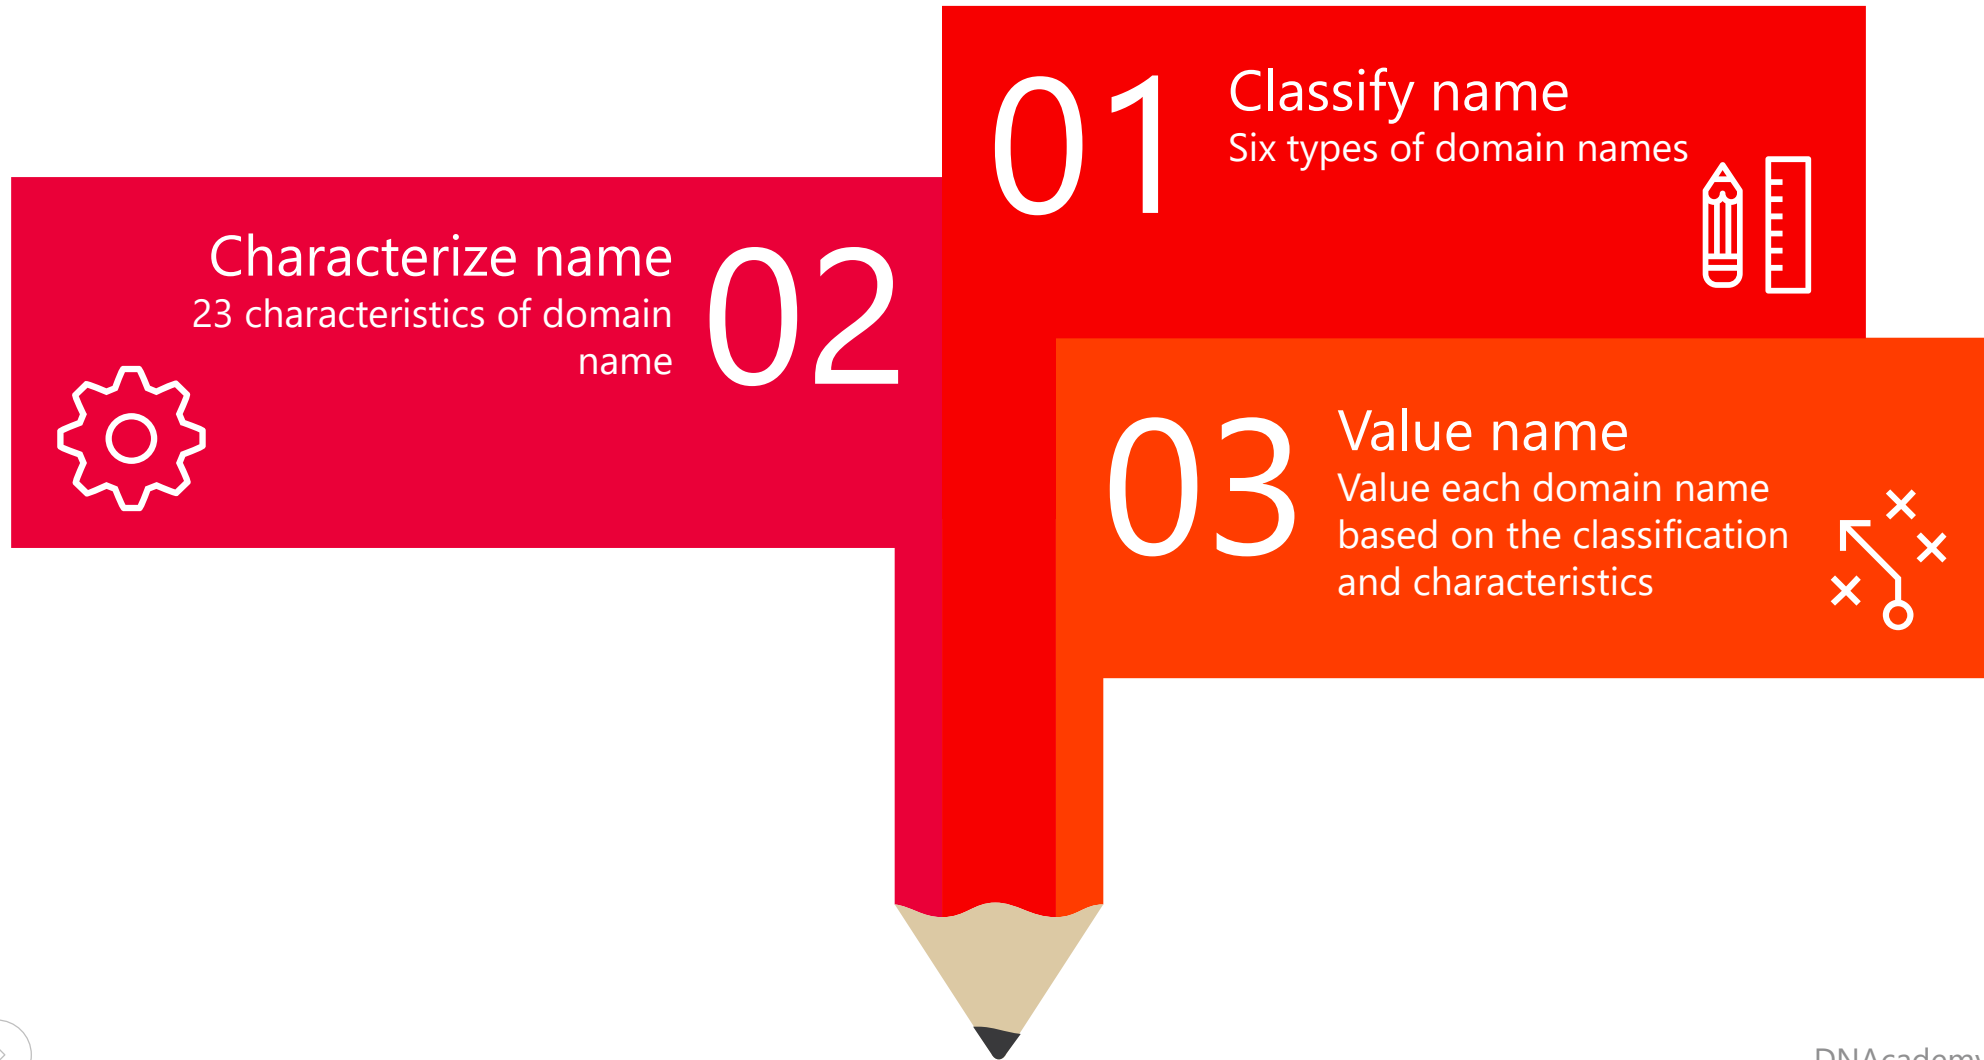 01
Classify name
Six types of domain names
02
Characterize name
23 characteristics of domain
name
03
Value name
Value each domain name
based on the classification
and characteristics
DNAcademy